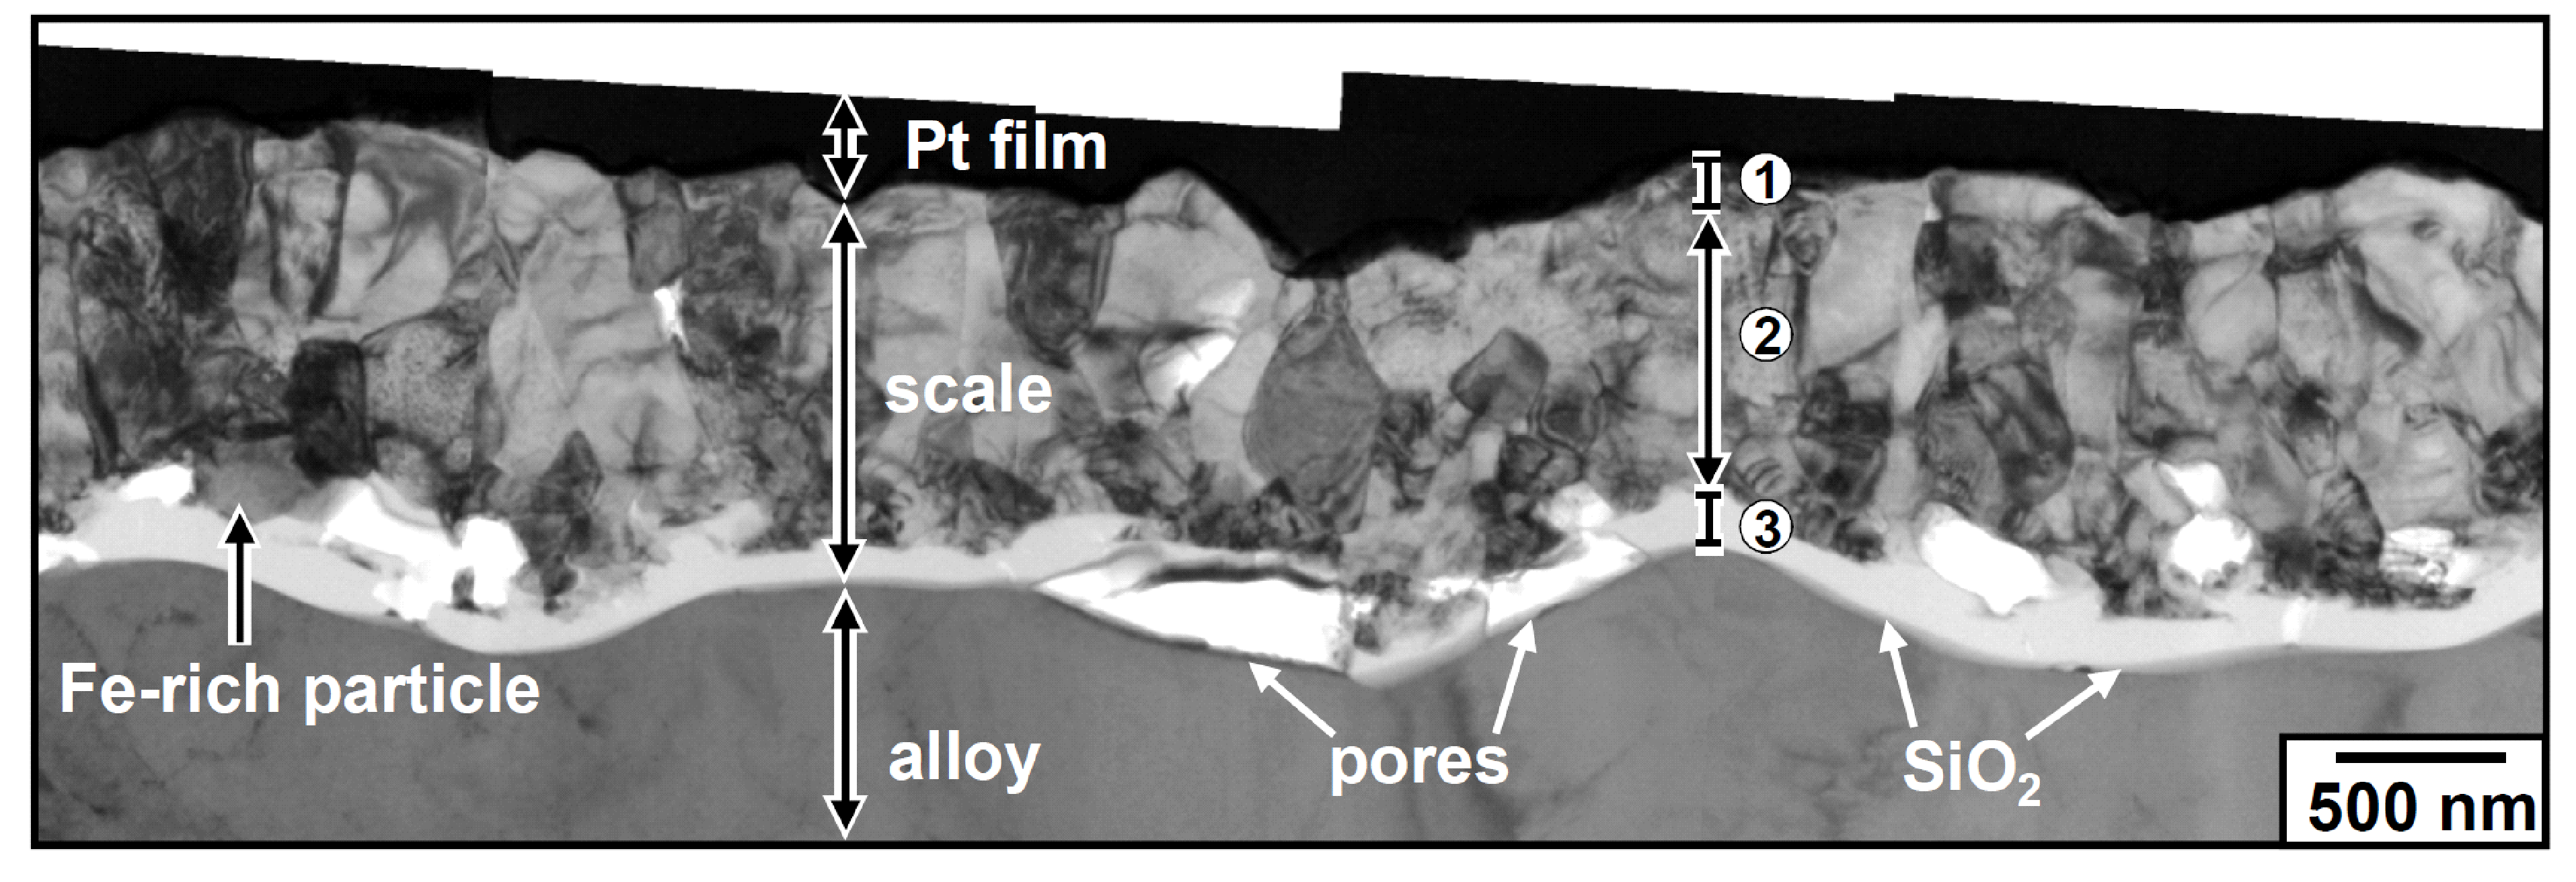 Pt film
1
2
scale
3
Fe-rich particle
alloy
pores
SiO₂
500 nm